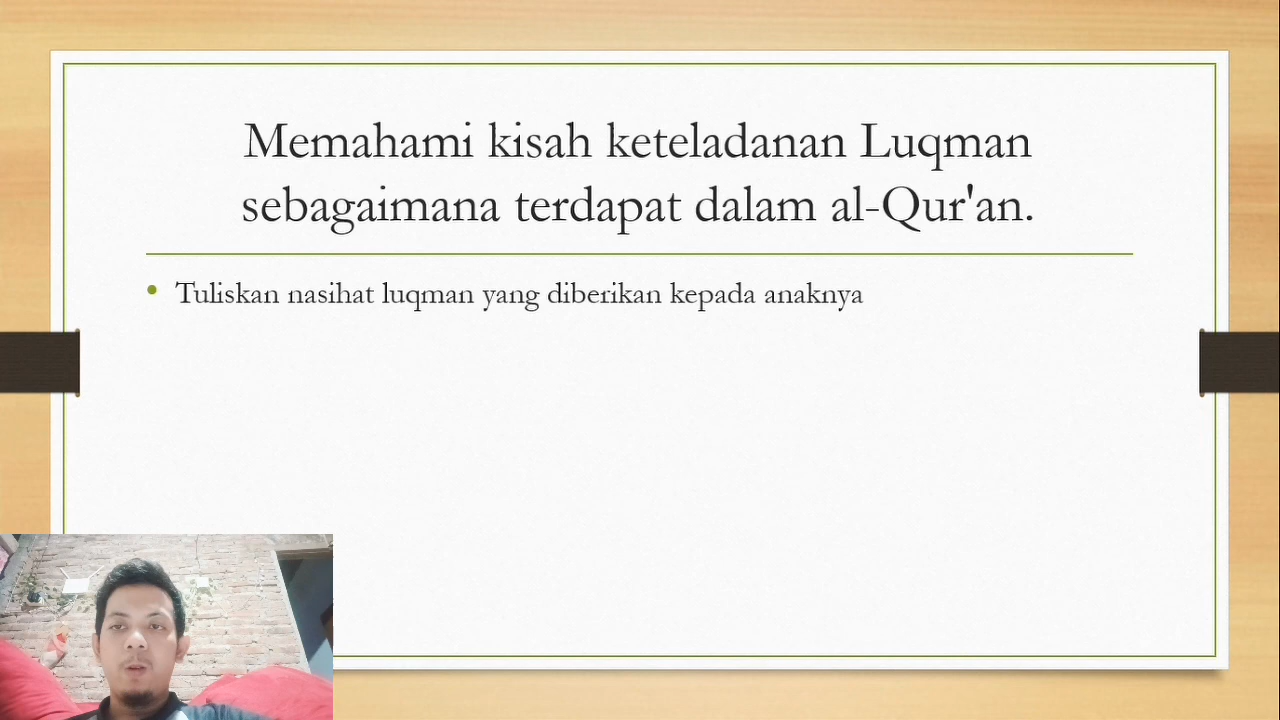 Memahami kisah keteladanan Luqman
sebagaimana terdapat dalam al-Qur'an.
Tuliskan nasihat luqman yang diberikan kepada anaknya